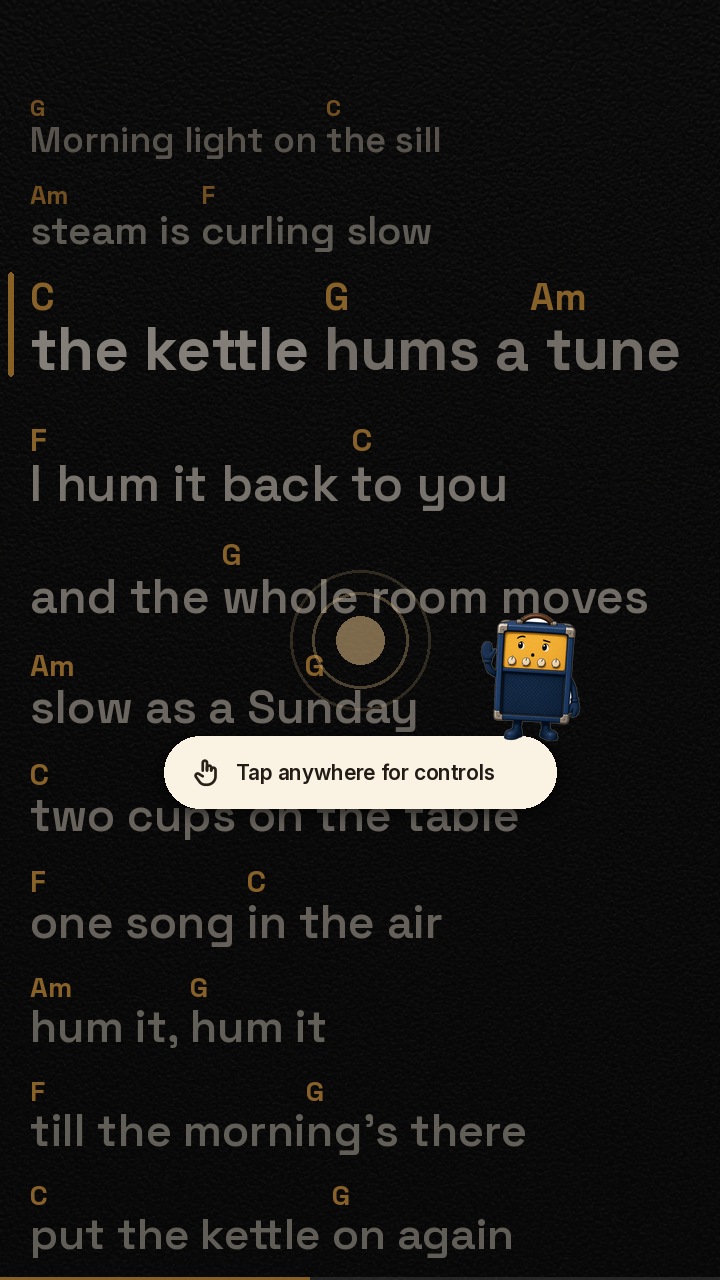 G C
Morning light on the sill
Am F
steam is curling slow
C G Am
the kettle hums a tune
F C
I hum it back to you
G
and the whole room moves
Am G
slow as a Sunday
Tap anywhere for controls
C
two cups on the table
F C
one song in the air
Am G
hum it, hum it
F G
till the morning’s there
C G
put the kettle on again